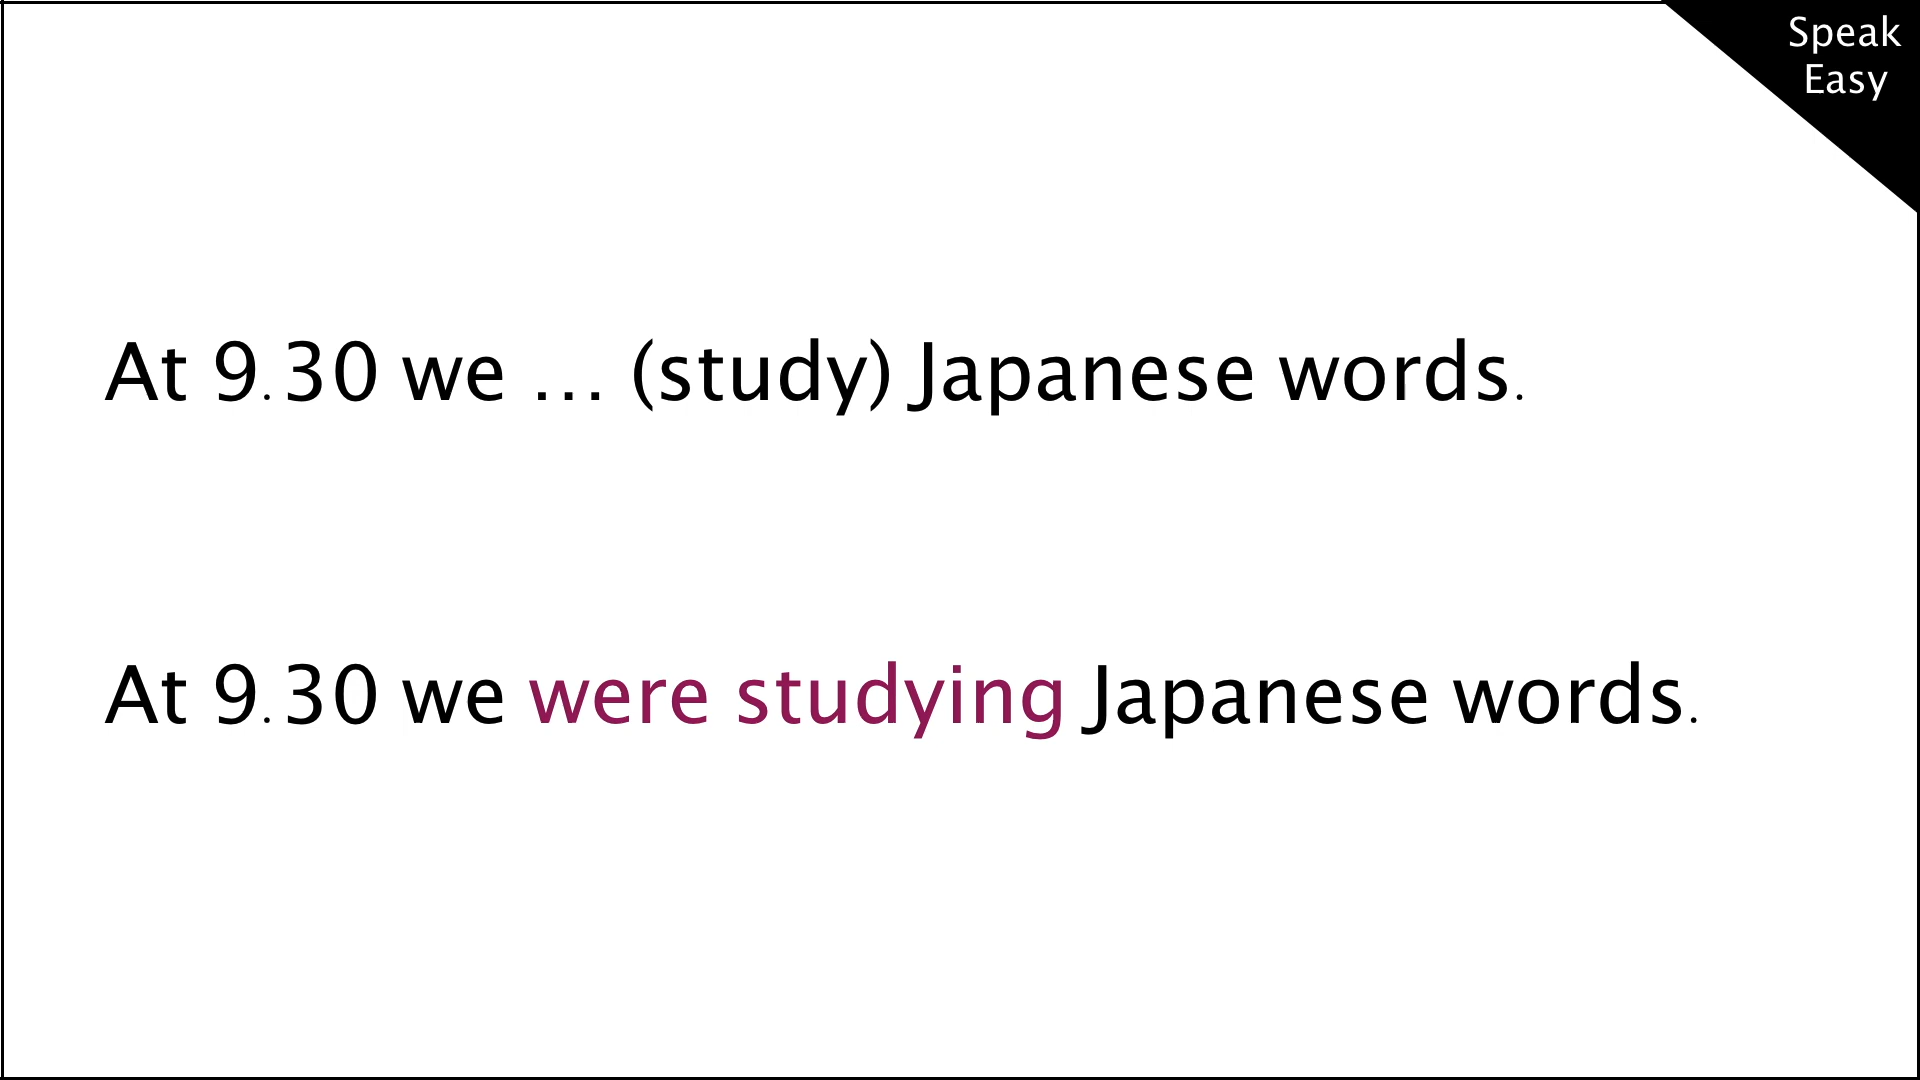 Speak
Easy
At 9.30 we ... (study) Japanese words.
At 9.30 we were studying Japanese words.